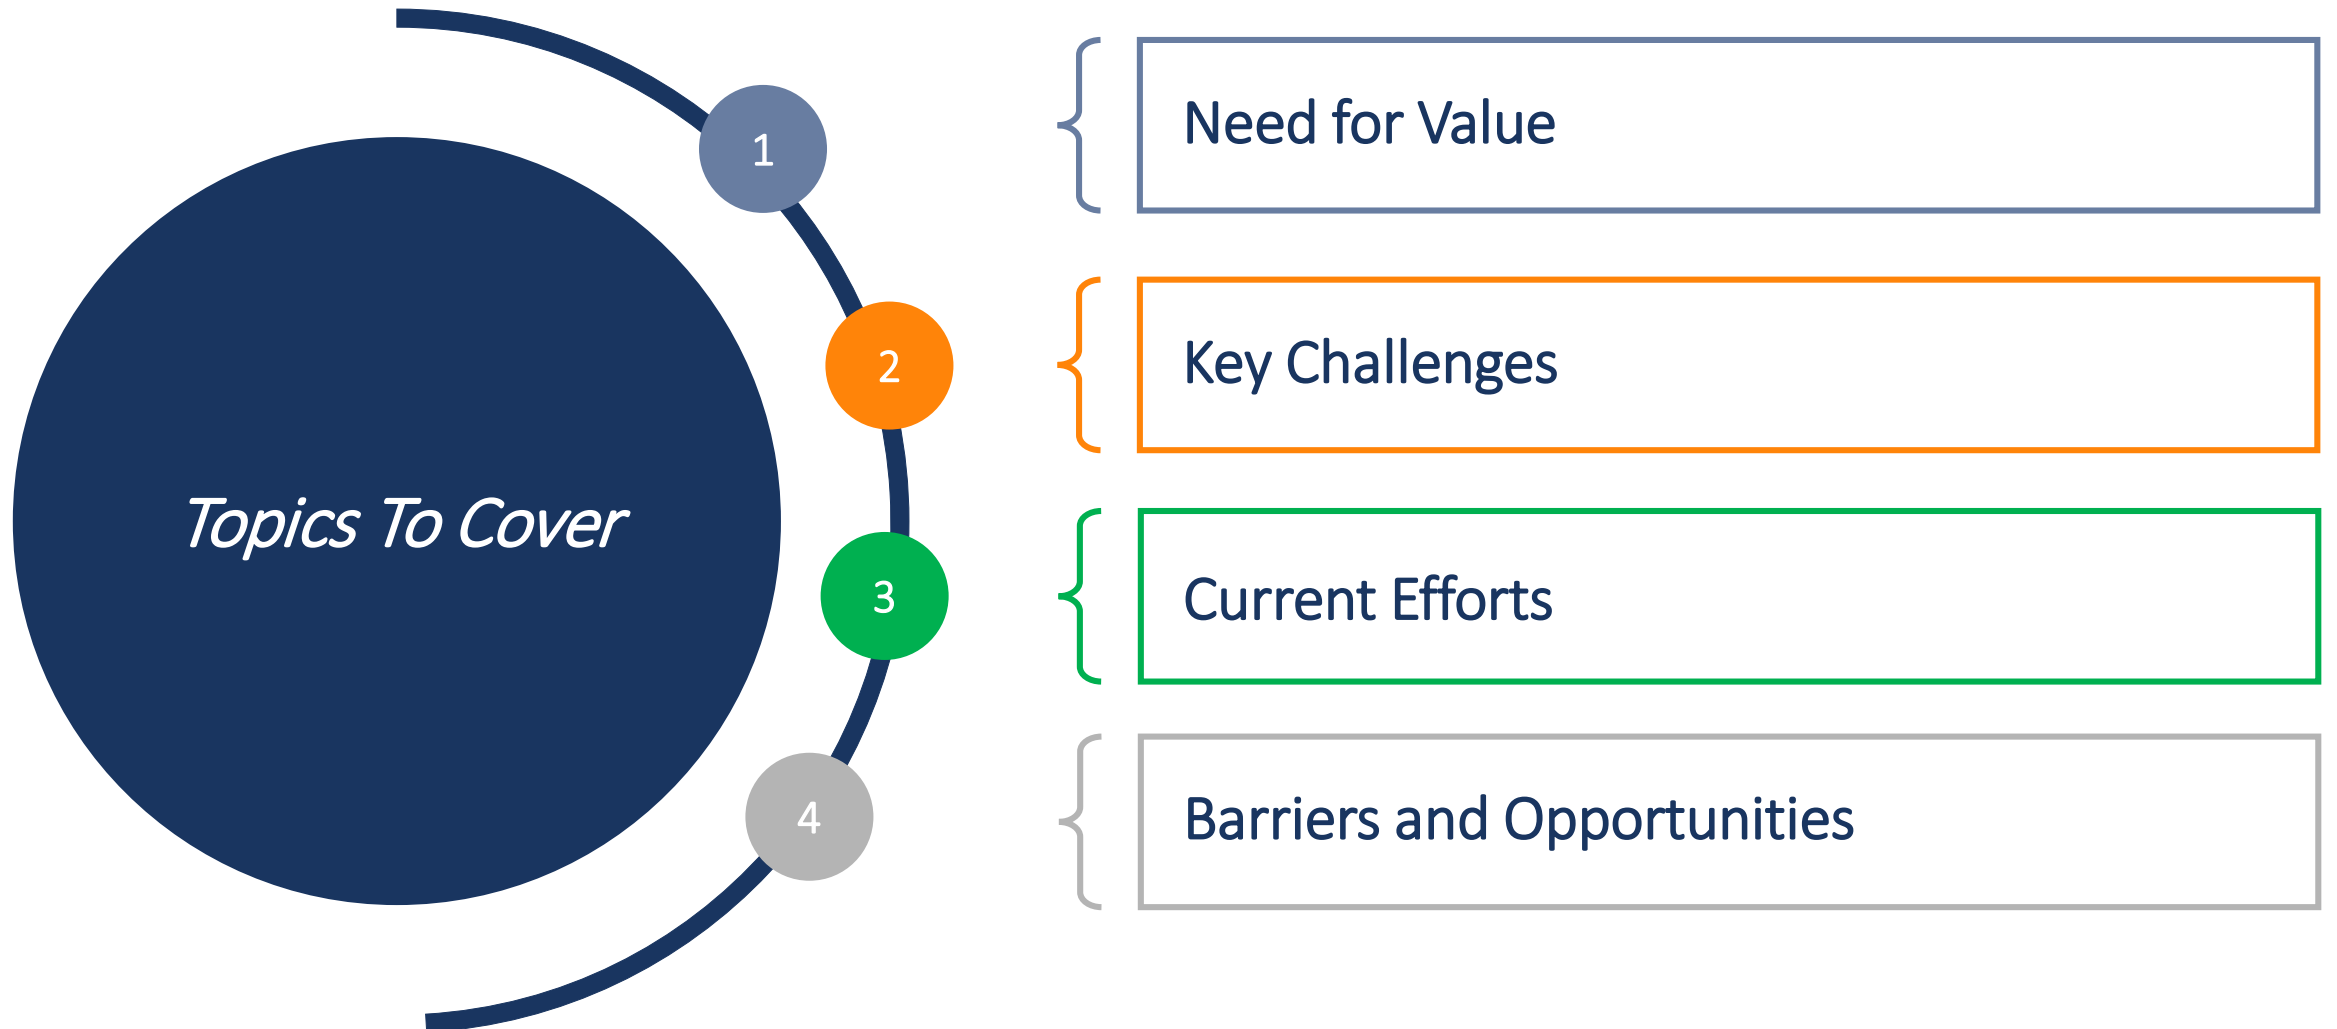 Topics To Cover
1
Need for Value
2
Key Challenges
3
Current Efforts
4
Barriers and Opportunities